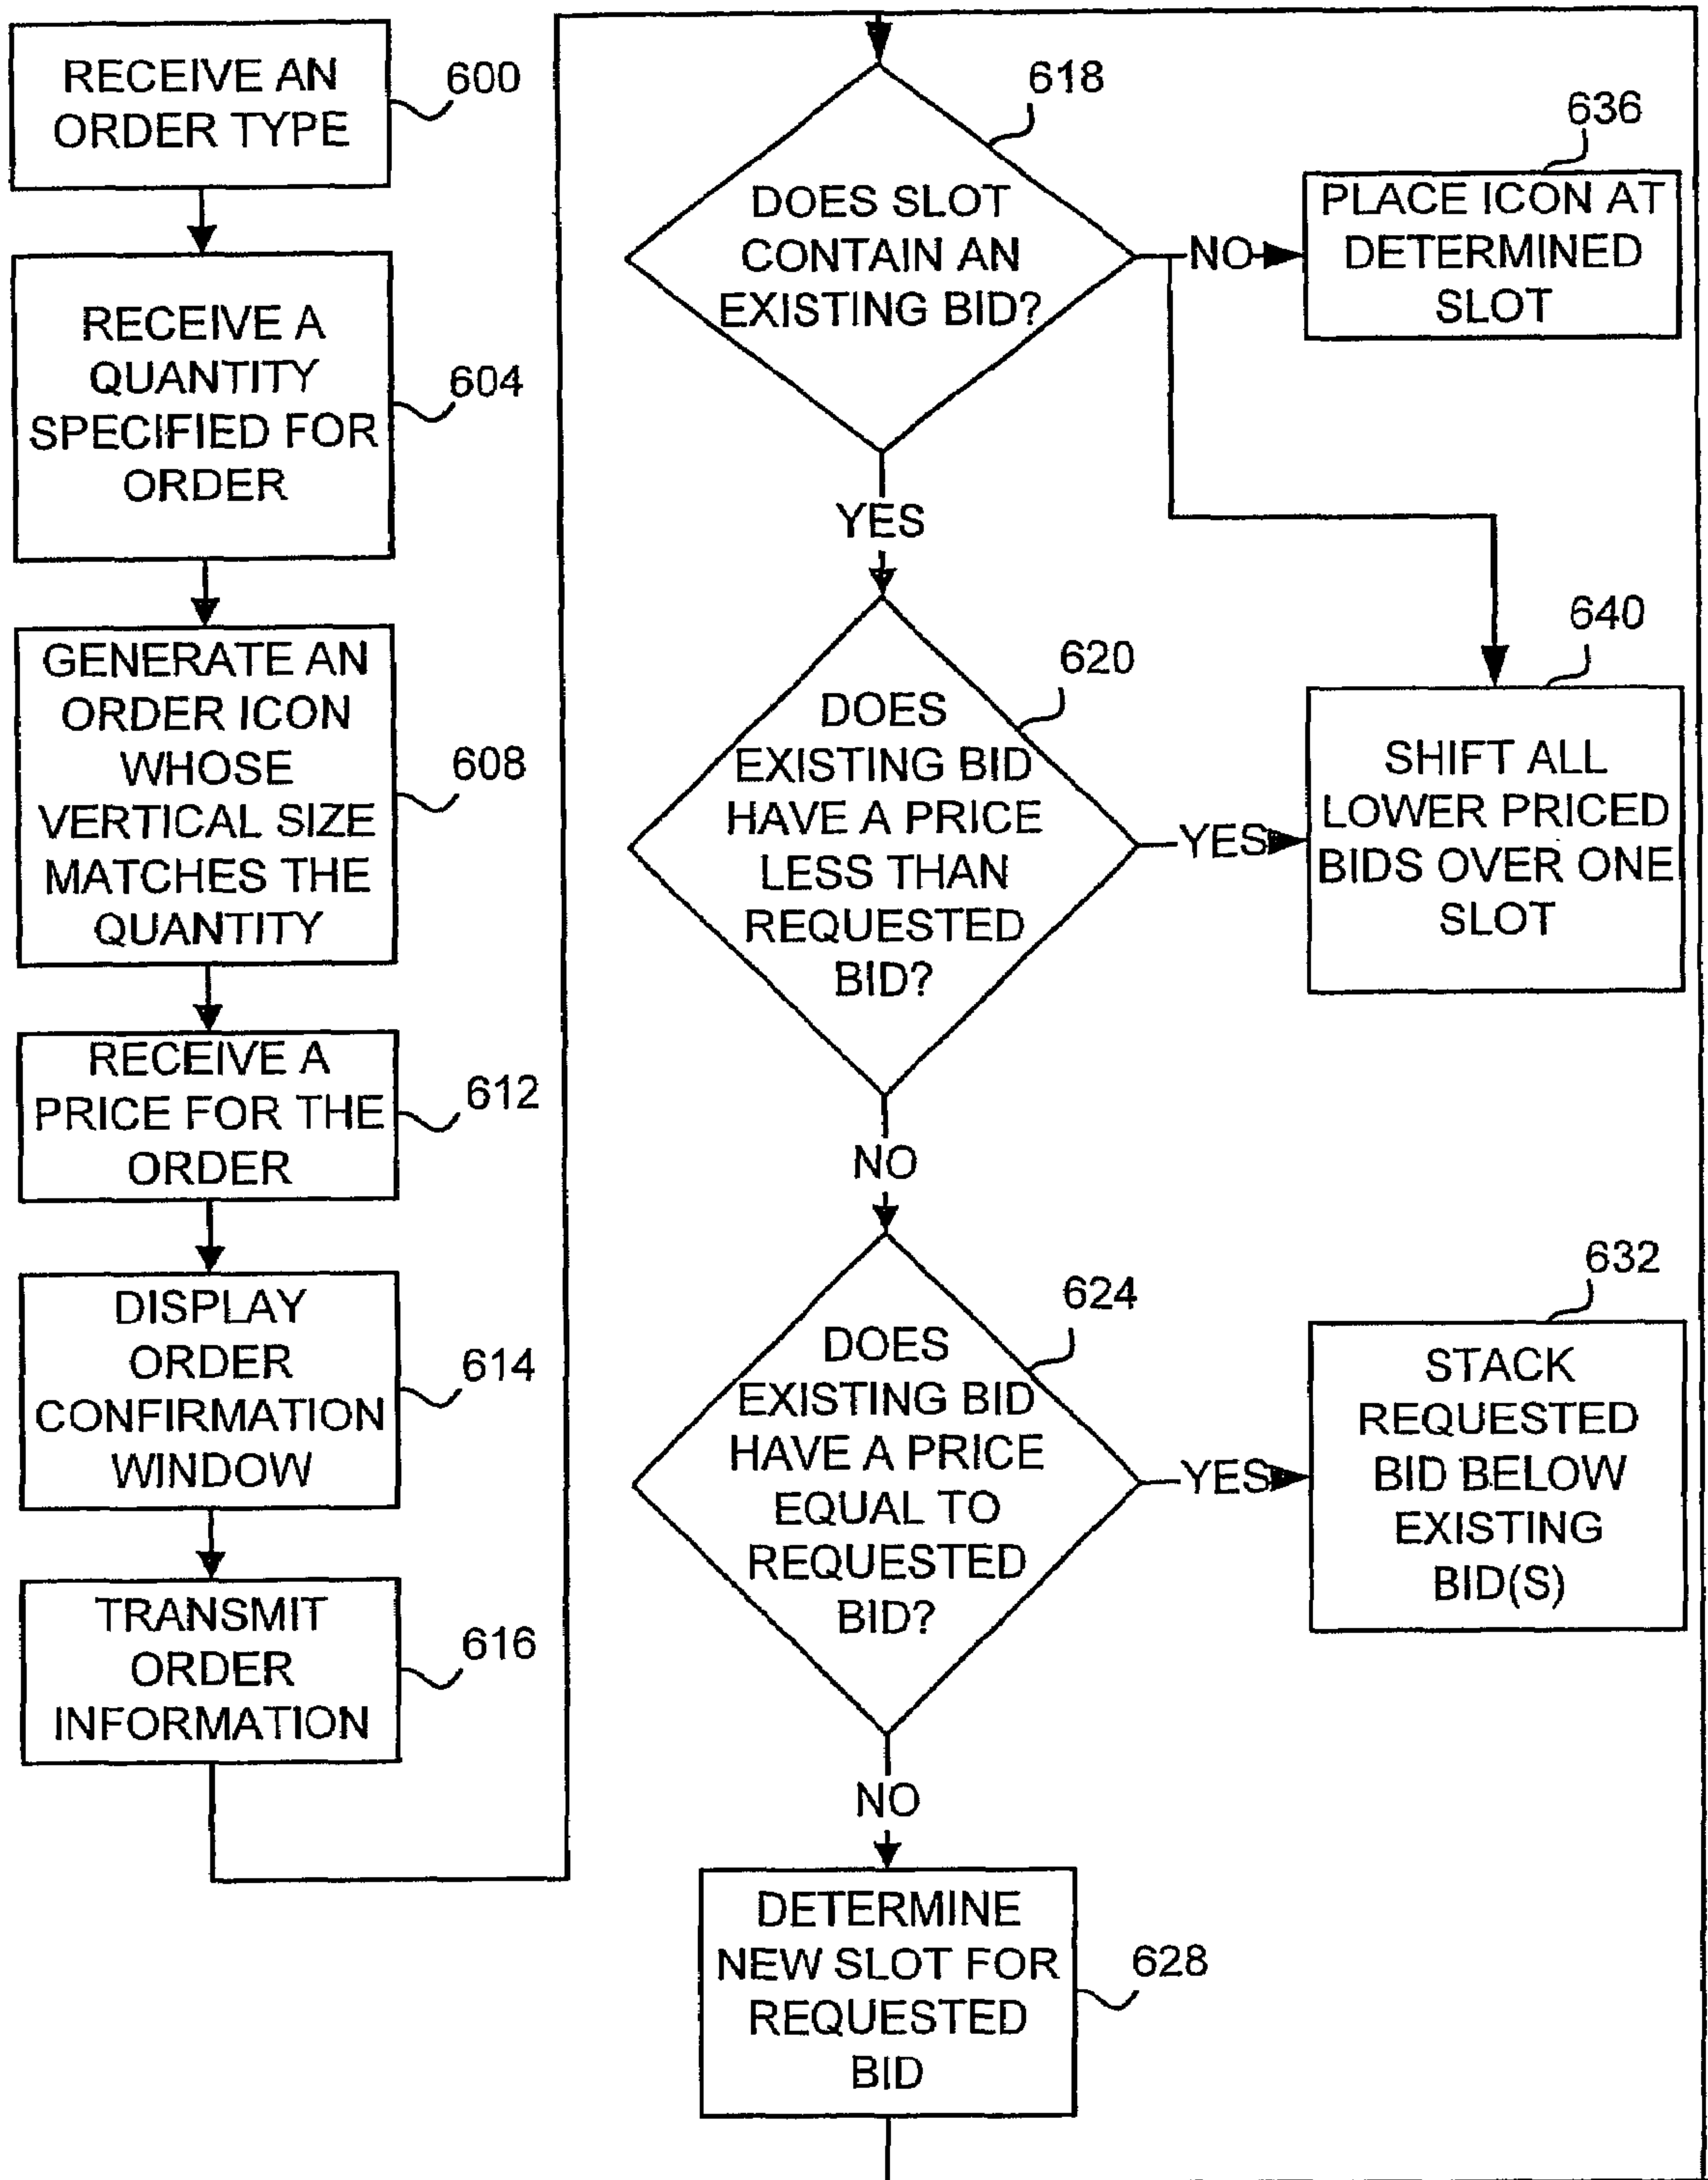 RECEIVE AN
ORDER TYPE
600
RECEIVE A
QUANTITY
SPECIFIED FOR
ORDER
604
GENERATE AN
ORDER ICON
WHOSE
VERTICAL SIZE
MATCHES THE
QUANTITY
608
RECEIVE A
PRICE FOR THE
ORDER
612
DISPLAY
ORDER
CONFIRMATION
WINDOW
614
TRANSMIT
ORDER
INFORMATION
616
618
DOES SLOT
CONTAIN AN
EXISTING BID?
NO
636
PLACE ICON AT
DETERMINED
SLOT
YES
620
DOES
EXISTING BID
HAVE A PRICE
LESS THAN
REQUESTED
BID?
YES
640
SHIFT ALL
LOWER PRICED
BIDS OVER ONE
SLOT
NO
624
DOES
EXISTING BID
HAVE A PRICE
EQUAL TO
REQUESTED
BID?
YES
632
STACK
REQUESTED
BID BELOW
EXISTING
BID(S)
NO
DETERMINE
NEW SLOT FOR
REQUESTED
BID
628